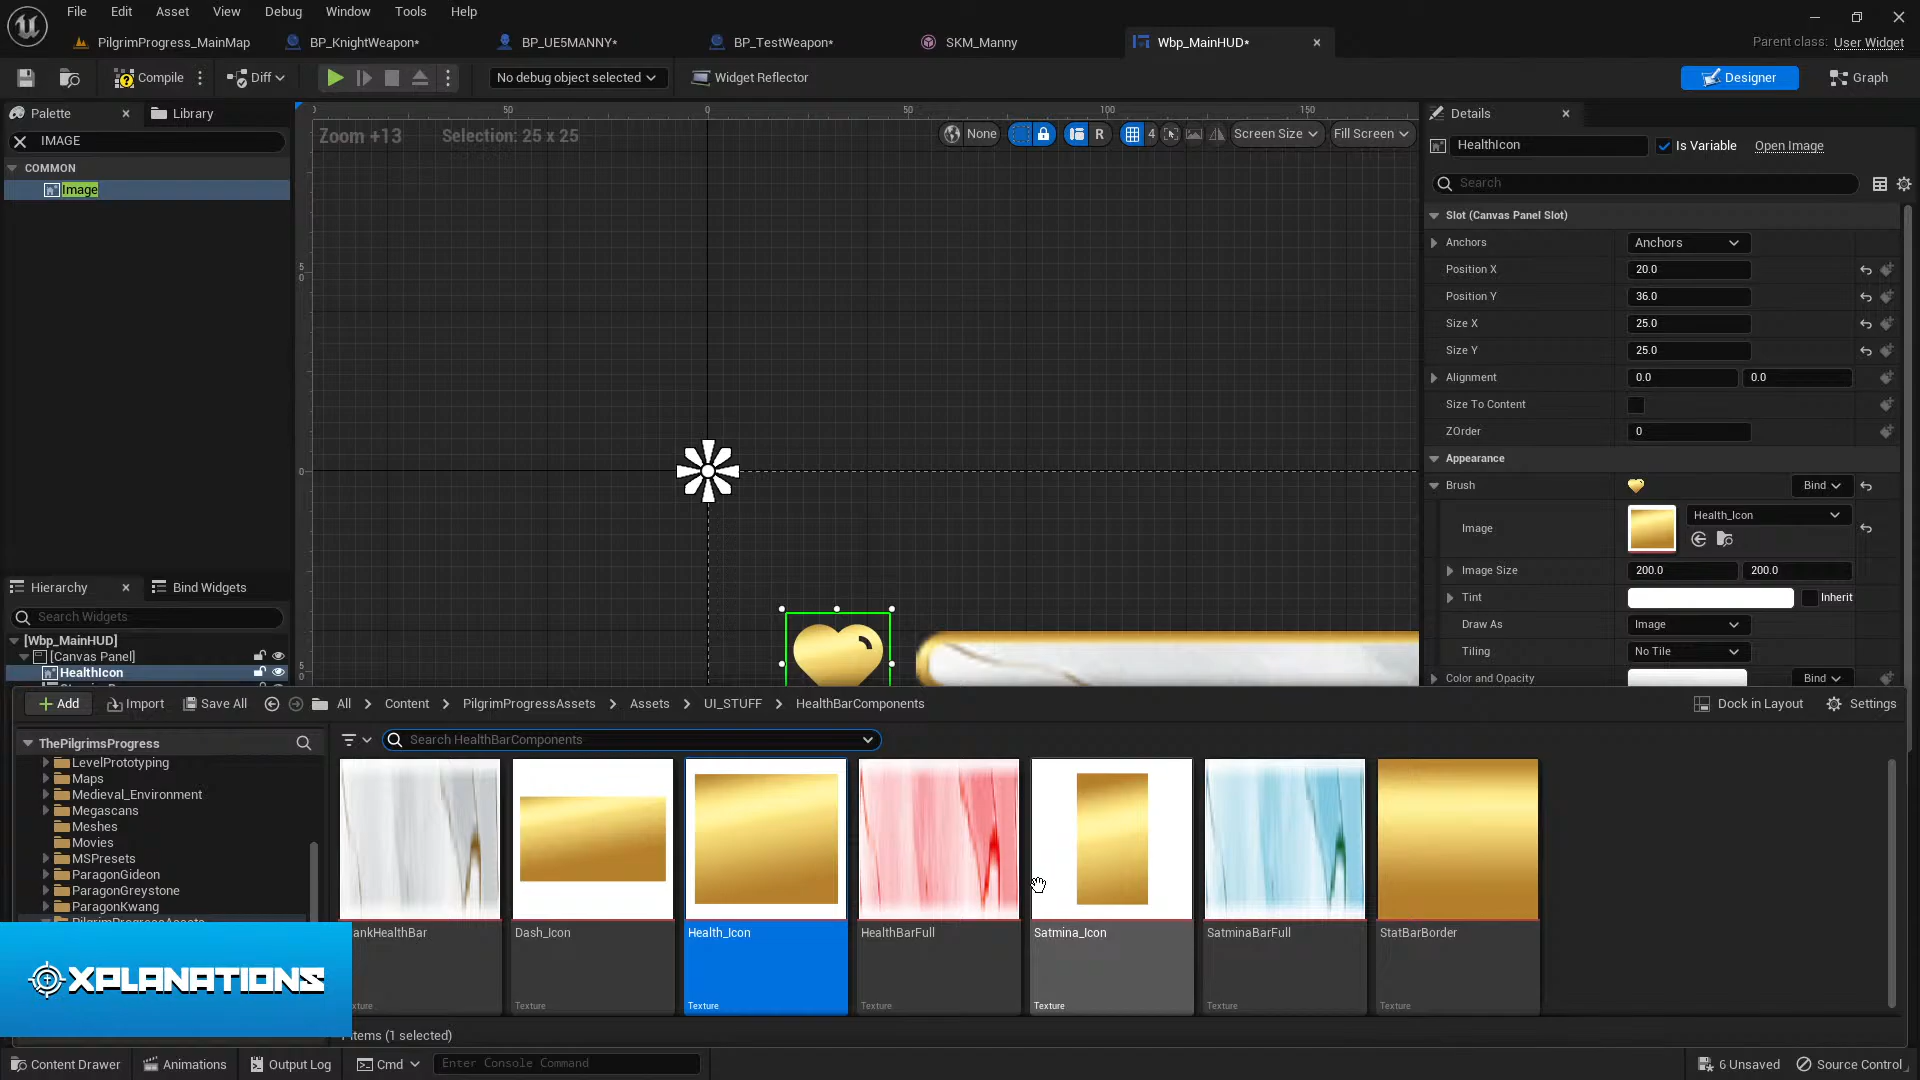 File Edit Asset View Debug Window Tools Help
PilgrimProgress_MainMap BP_KnightWeapon* BP_UE5MANNY* BP_TestWeapon* SKM_Manny Wbp_MainHUD* Parent class: User Widget
Compile Diff No debug object selected Widget Reflector Designer Graph
Palette Library
IMAGE
COMMON
Image
50 0 50 100 150
Zoom +13 Selection: 25 x 25 None R 4 Screen Size Fill Screen
Details
HealthIcon Is Variable Open Image
Search
Slot (Canvas Panel Slot)
Anchors Anchors
Position X 20.0
Position Y 36.0
Size X 25.0
Size Y 25.0
Alignment 0.0 0.0
Size To Content
ZOrder 0
Appearance
Brush Bind
Image Health_Icon
Image Size 200.0 200.0
Tint Inherit
Draw As Image
Tiling No Tile
Color and Opacity Bind
Hierarchy Bind Widgets
Search Widgets
[Wbp_MainHUD]
[Canvas Panel]
HealthIcon
Add Import Save All All Content PilgrimProgressAssets Assets UI_STUFF HealthBarComponents Dock in Layout Settings
ThePilgrimsProgress
Search HealthBarComponents
LevelPrototyping
Maps
Medieval_Environment
Megascans
Meshes
Movies
MSPresets
ParagonGideon
ParagonGreystone
ParagonKwang
PilgrimProgressAssets
ankHealthBar Dash_Icon Health_Icon HealthBarFull Satmina_Icon SatminaBarFull StatBarBorder
xture Texture Texture Texture Texture Texture Texture
XPLANATIONS
items (1 selected)
Content Drawer Animations Output Log Cmd Enter Console Command 6 Unsaved Source Control